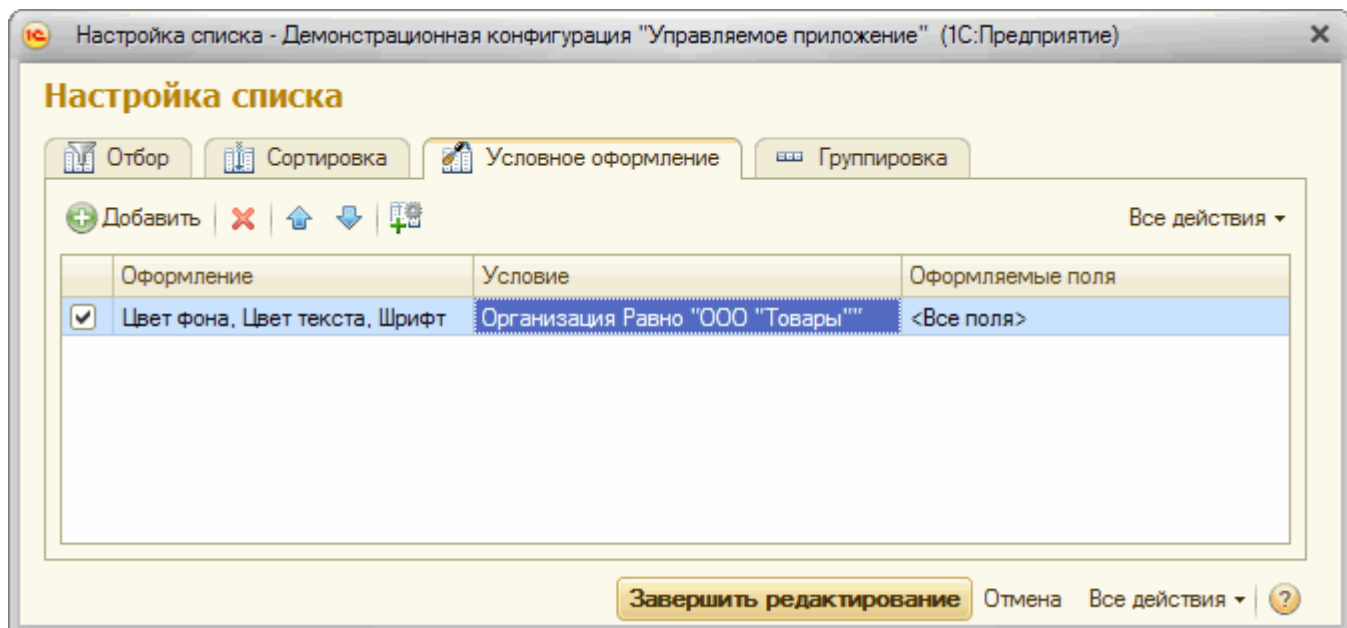 1С Настройка списка - Демонстрационная конфигурация "Управляемое приложение" (1С:Предприятие)
Настройка списка
Отбор Сортировка Условное оформление Группировка
Добавить Все действия
Оформление Условие Оформляемые поля
Цвет фона, Цвет текста, Шрифт Организация Равно "ООО "Товары"" <Все поля>
Завершить редактирование Отмена Все действия ?